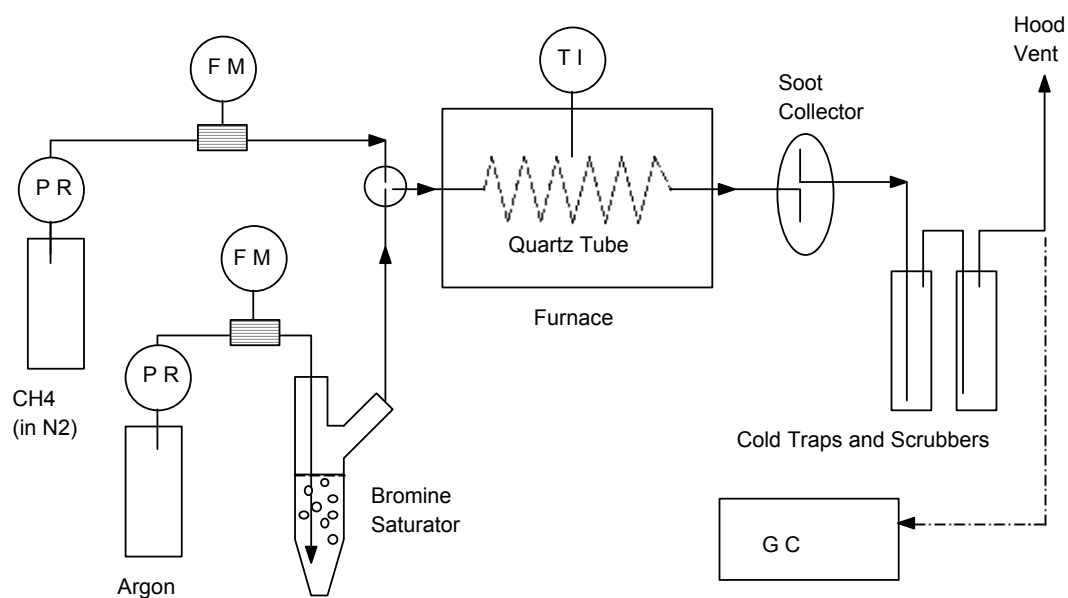 Hood
Vent
F M
T I
Soot
Collector
P R
Quartz Tube
F M
Furnace
P R
CH4
(in N2)
Cold Traps and Scrubbers
Bromine
Saturator
G C
Argon